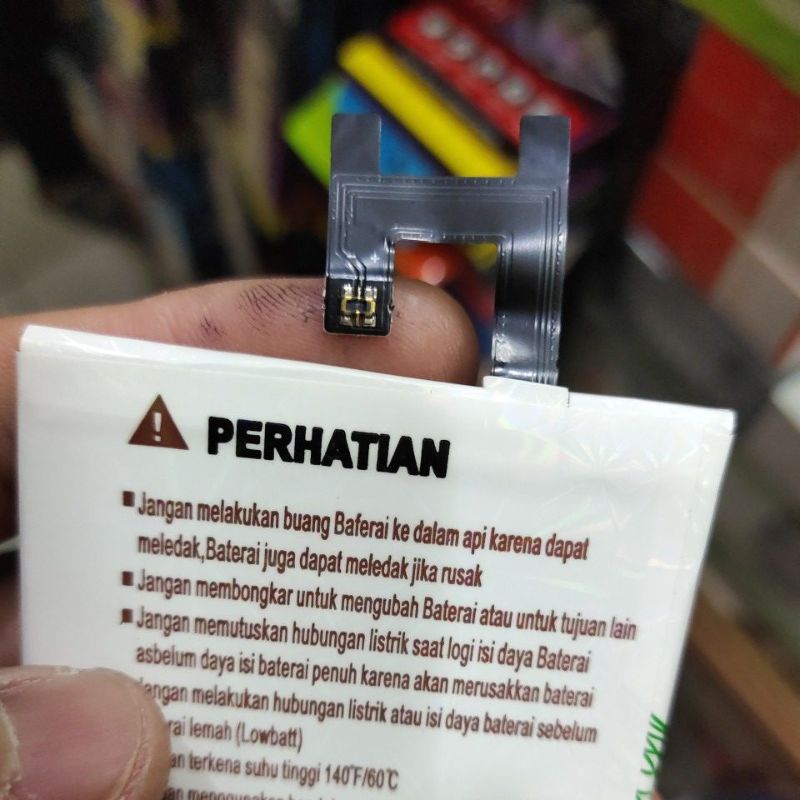 PERHATIAN
Jangan melakukan buang Baferai ke dalam api karena dapat
meledak,Baterai juga dapat meledak jika rusak
Jangan membongkar untuk mengubah Baterai atau untuk tujuan lain
Jangan memutuskan hubungan listrik saat logi isi daya Baterai
asbelum daya isi baterai penuh karena akan merusakkan baterai
Jangan melakukan hubungan listrik atau isi daya baterai sebelum
rai lemah (Lowbatt)
an terkena suhu tinggi 140°F/60°C